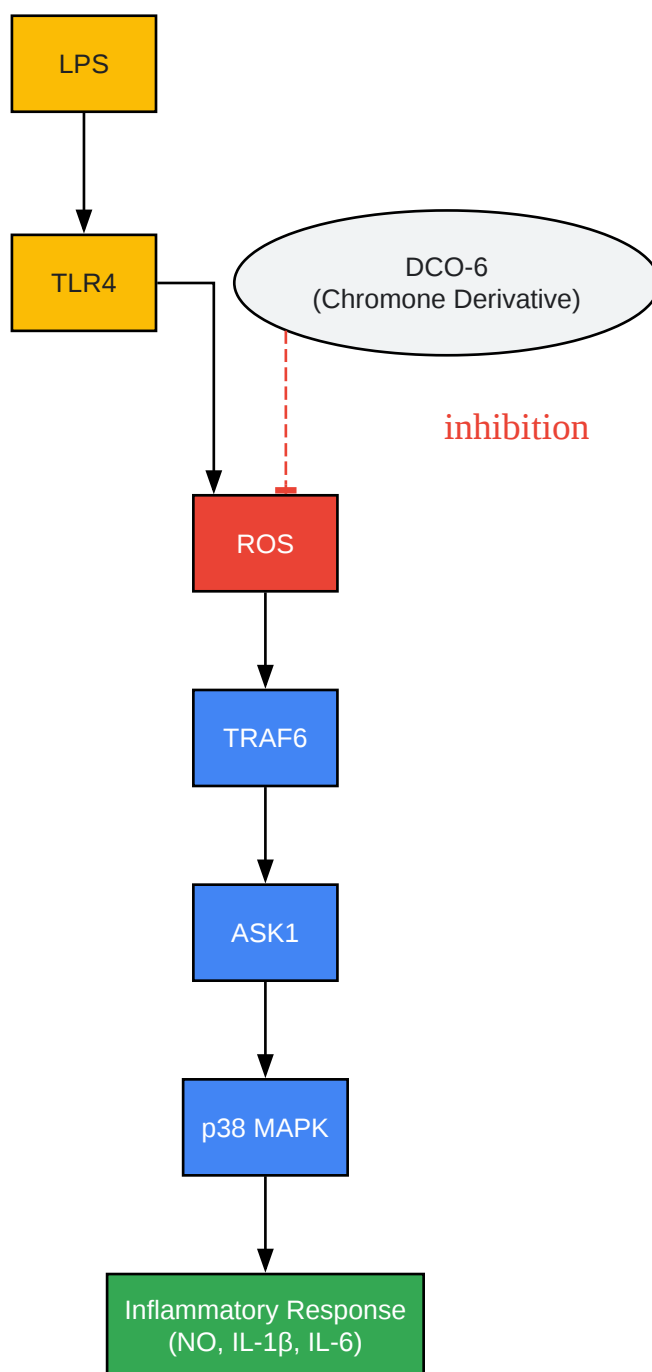 LPS
TLR4
DCO-6
(Chromone Derivative)
inhibition
ROS
TRAF6
ASK1
p38 MAPK
Inflammatory Response
(NO, IL-1β, IL-6)